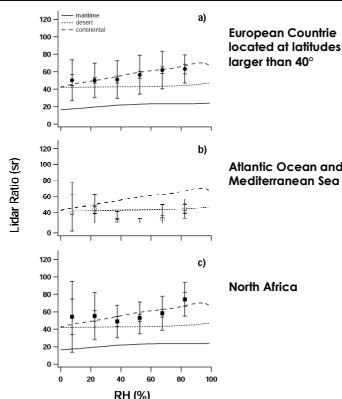 maritime
desert
continental
a)
120
100
80
60
40
20
0
European Countrie
located at latitudes
larger than 40°
b)
120
100
80
60
40
0
Atlantic Ocean and
Mediterranean Sea
c)
120
100
80
60
40
20
0
North Africa
0 20 40 60 80 100
Lidar Ratio (sr)
RH (%)